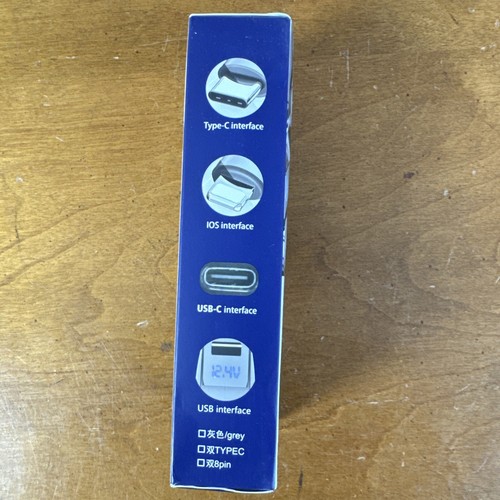 Type-C interface
IOS interface
USB-C interface
12.4V
USB interface
☐灰色/grey
☐双TYPEC
☐双8pin